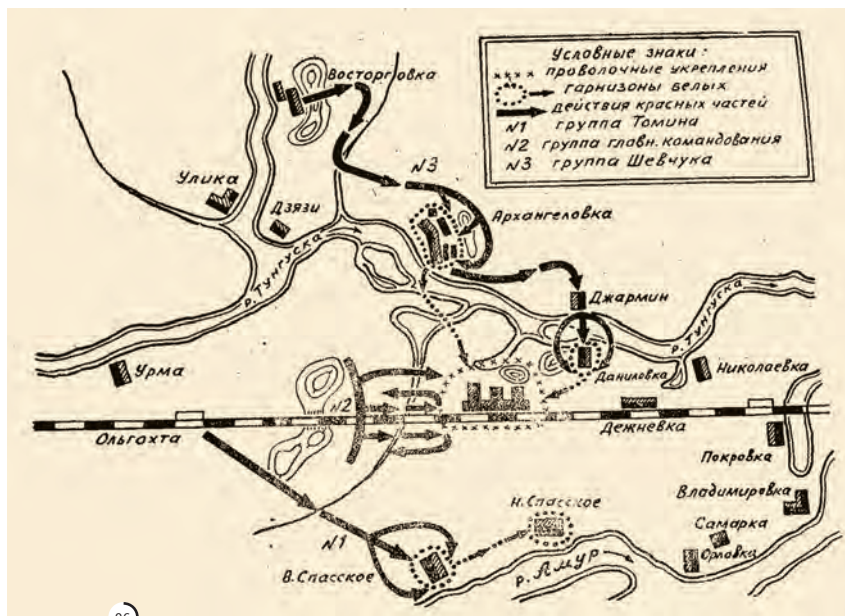 Условные знаки:
проволочные укрепления
гарнизоны белых
действия красных частей
N1 группа Томина
N2 группа главн. командования
N3 группа Шевчука
Восторговка
Улика
Дзязи
N3
Архангеловка
р. Тунгуска
Джармин
р. Тунгуска
Урма
Даниловка
Николаевка
N2
Ольгохта
Дежневка
Покровка
Владимировка
Н. Спасское
Самарка
Орловка
N1
В. Спасское
р. Амур